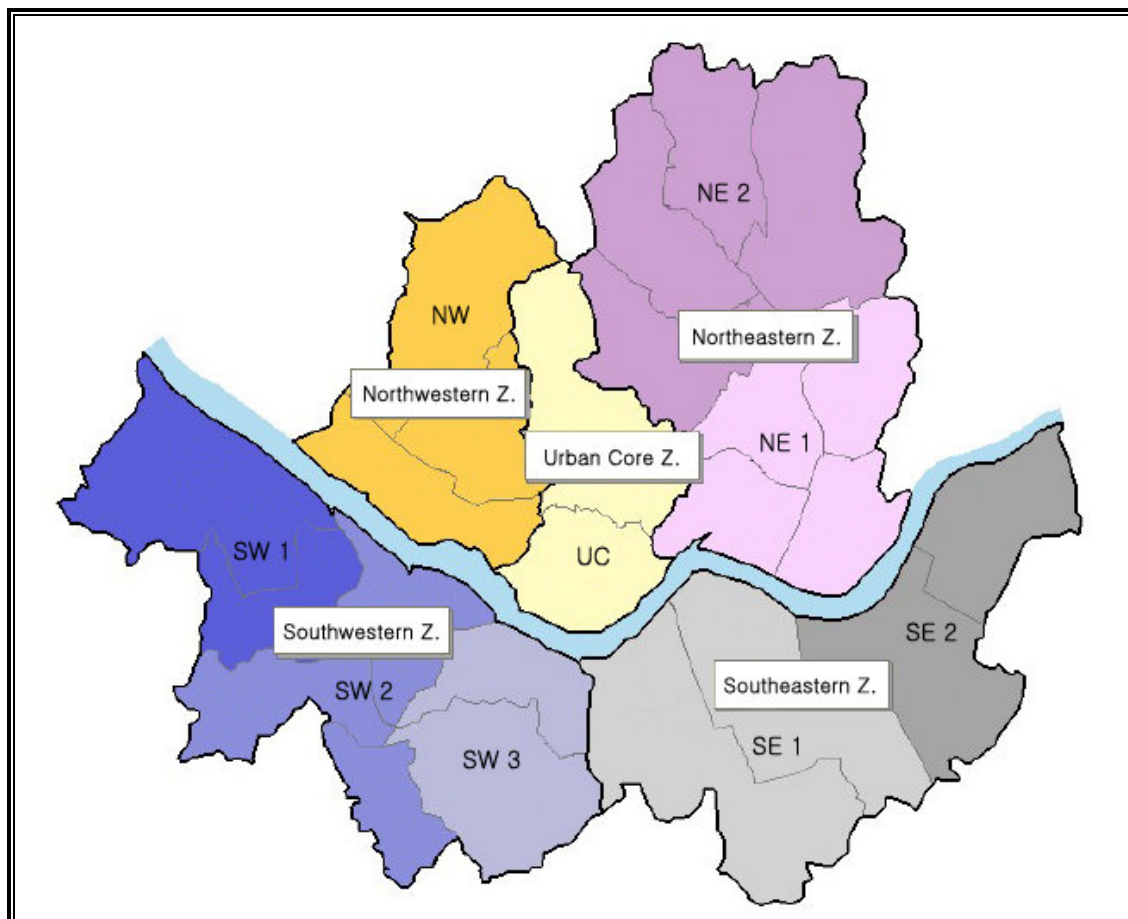 NE 2
NW
Northeastern Z.
Northwestern Z.
NE 1
Urban Core Z.
SW 1
UC
Southwestern Z.
SE 2
SW 2
Southeastern Z.
SW 3
SE 1